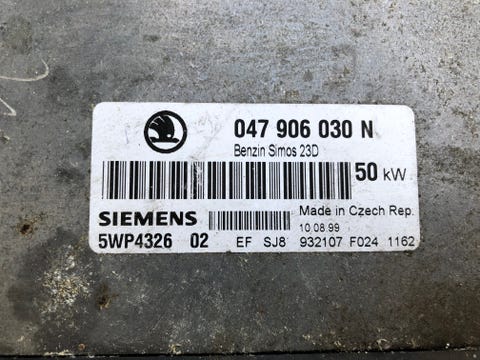 047 906 030 N
Benzin Simos 23D
50 kW
SIEMENS
Made in Czech Rep.
10.08.99
5WP4326 02 EF SJ8 932107 F024 1162